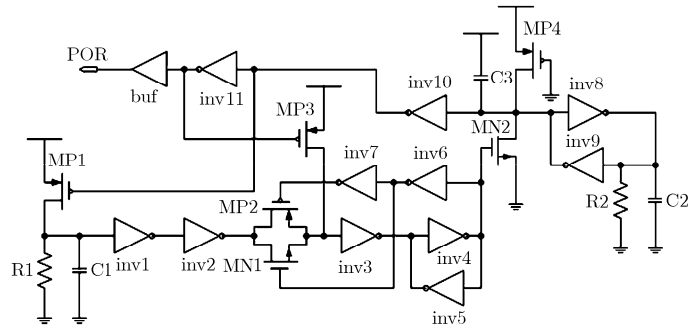 MP4
POR
C3
inv8
buf
inv11
inv10
MP3
MN2
inv9
MP1
inv7
inv6
MP2
R2
C2
R1
C1
inv1
inv2
MN1
inv3
inv4
inv5